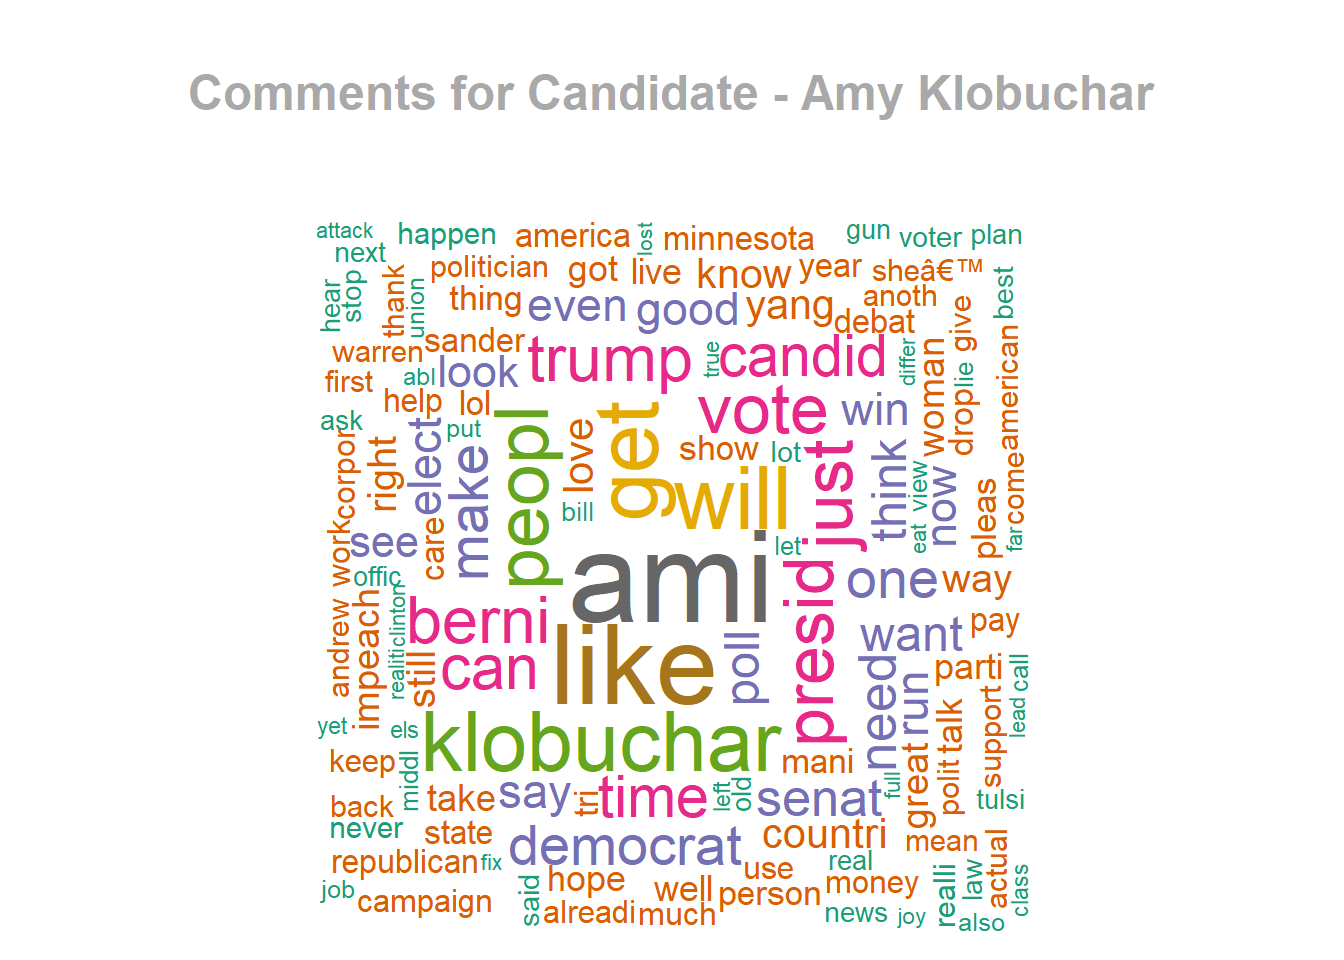 Comments for Candidate - Amy Klobuchar
attack
happen
america
lost
minnesota
gun
voter
plan
next
politician
got
live
know
year
sheâ€™
best
hear
stop
thank
union
thing
even
good
yang
anoth
debat
give
american
warren
sander
trump
true
candid
differ
woman
first
abl
look
help
lol
lie
drop
ask
put
peopl
get
vote
win
corpor
right
elect
make
love
show
lot
just
think
view
now
come
pleas
bill
will
eat
far
work
see
care
let
offic
ami
presid
one
way
andrew
impeach
clinton
realiti
berni
want
pay
still
can
like
poll
need
run
parti
call
lead
yet
els
klobuchar
talk
support
keep
middl
mani
great
polit
back
take
say
tri
time
left
old
senat
full
tulsi
never
state
democrat
countri
mean
actual
republican
fix
use
real
job
campaign
said
hope
alreadi
well
much
person
money
news
joy
realli
law
also
class